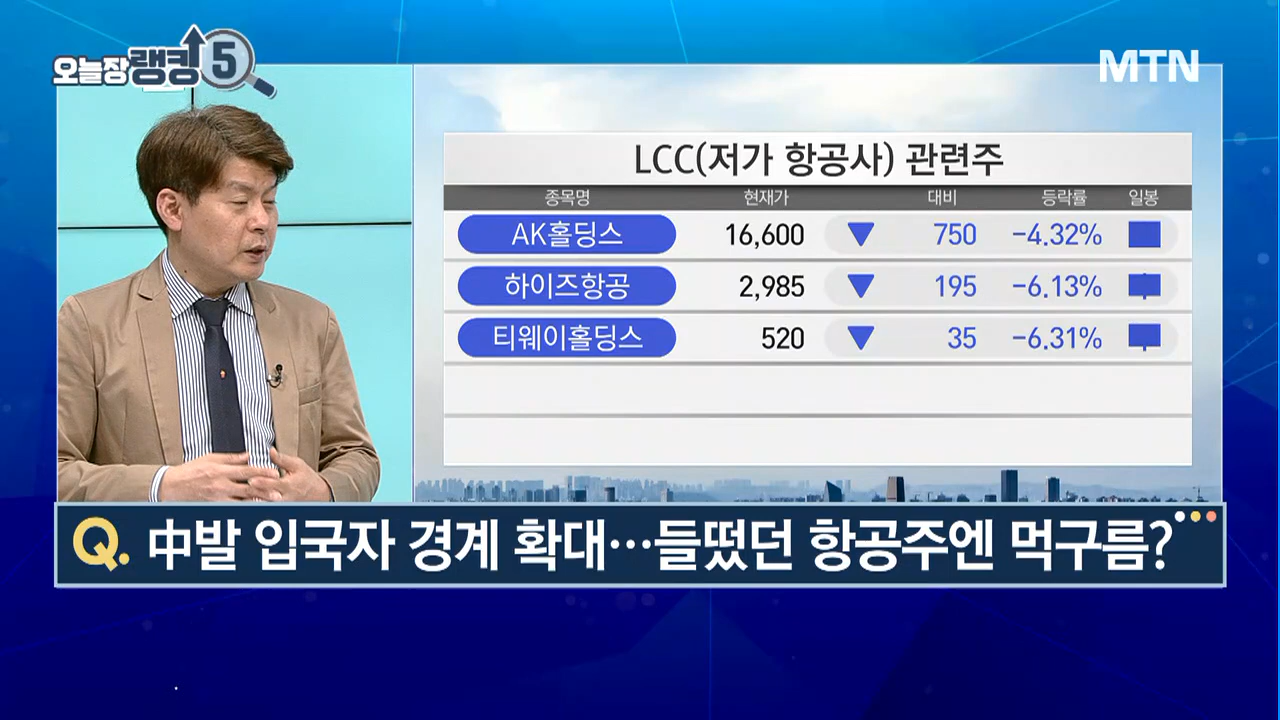 오늘장랭킹5
MTN
LCC(저가 항공사) 관련주
종목명 현재가 대비 등락률 일봉
AK홀딩스 16,600 ▼ 750 -4.32%
하이즈항공 2,985 ▼ 195 -6.13%
티웨이홀딩스 520 ▼ 35 -6.31%
Q. 中발 입국자 경계 확대…들떴던 항공주엔 먹구름?